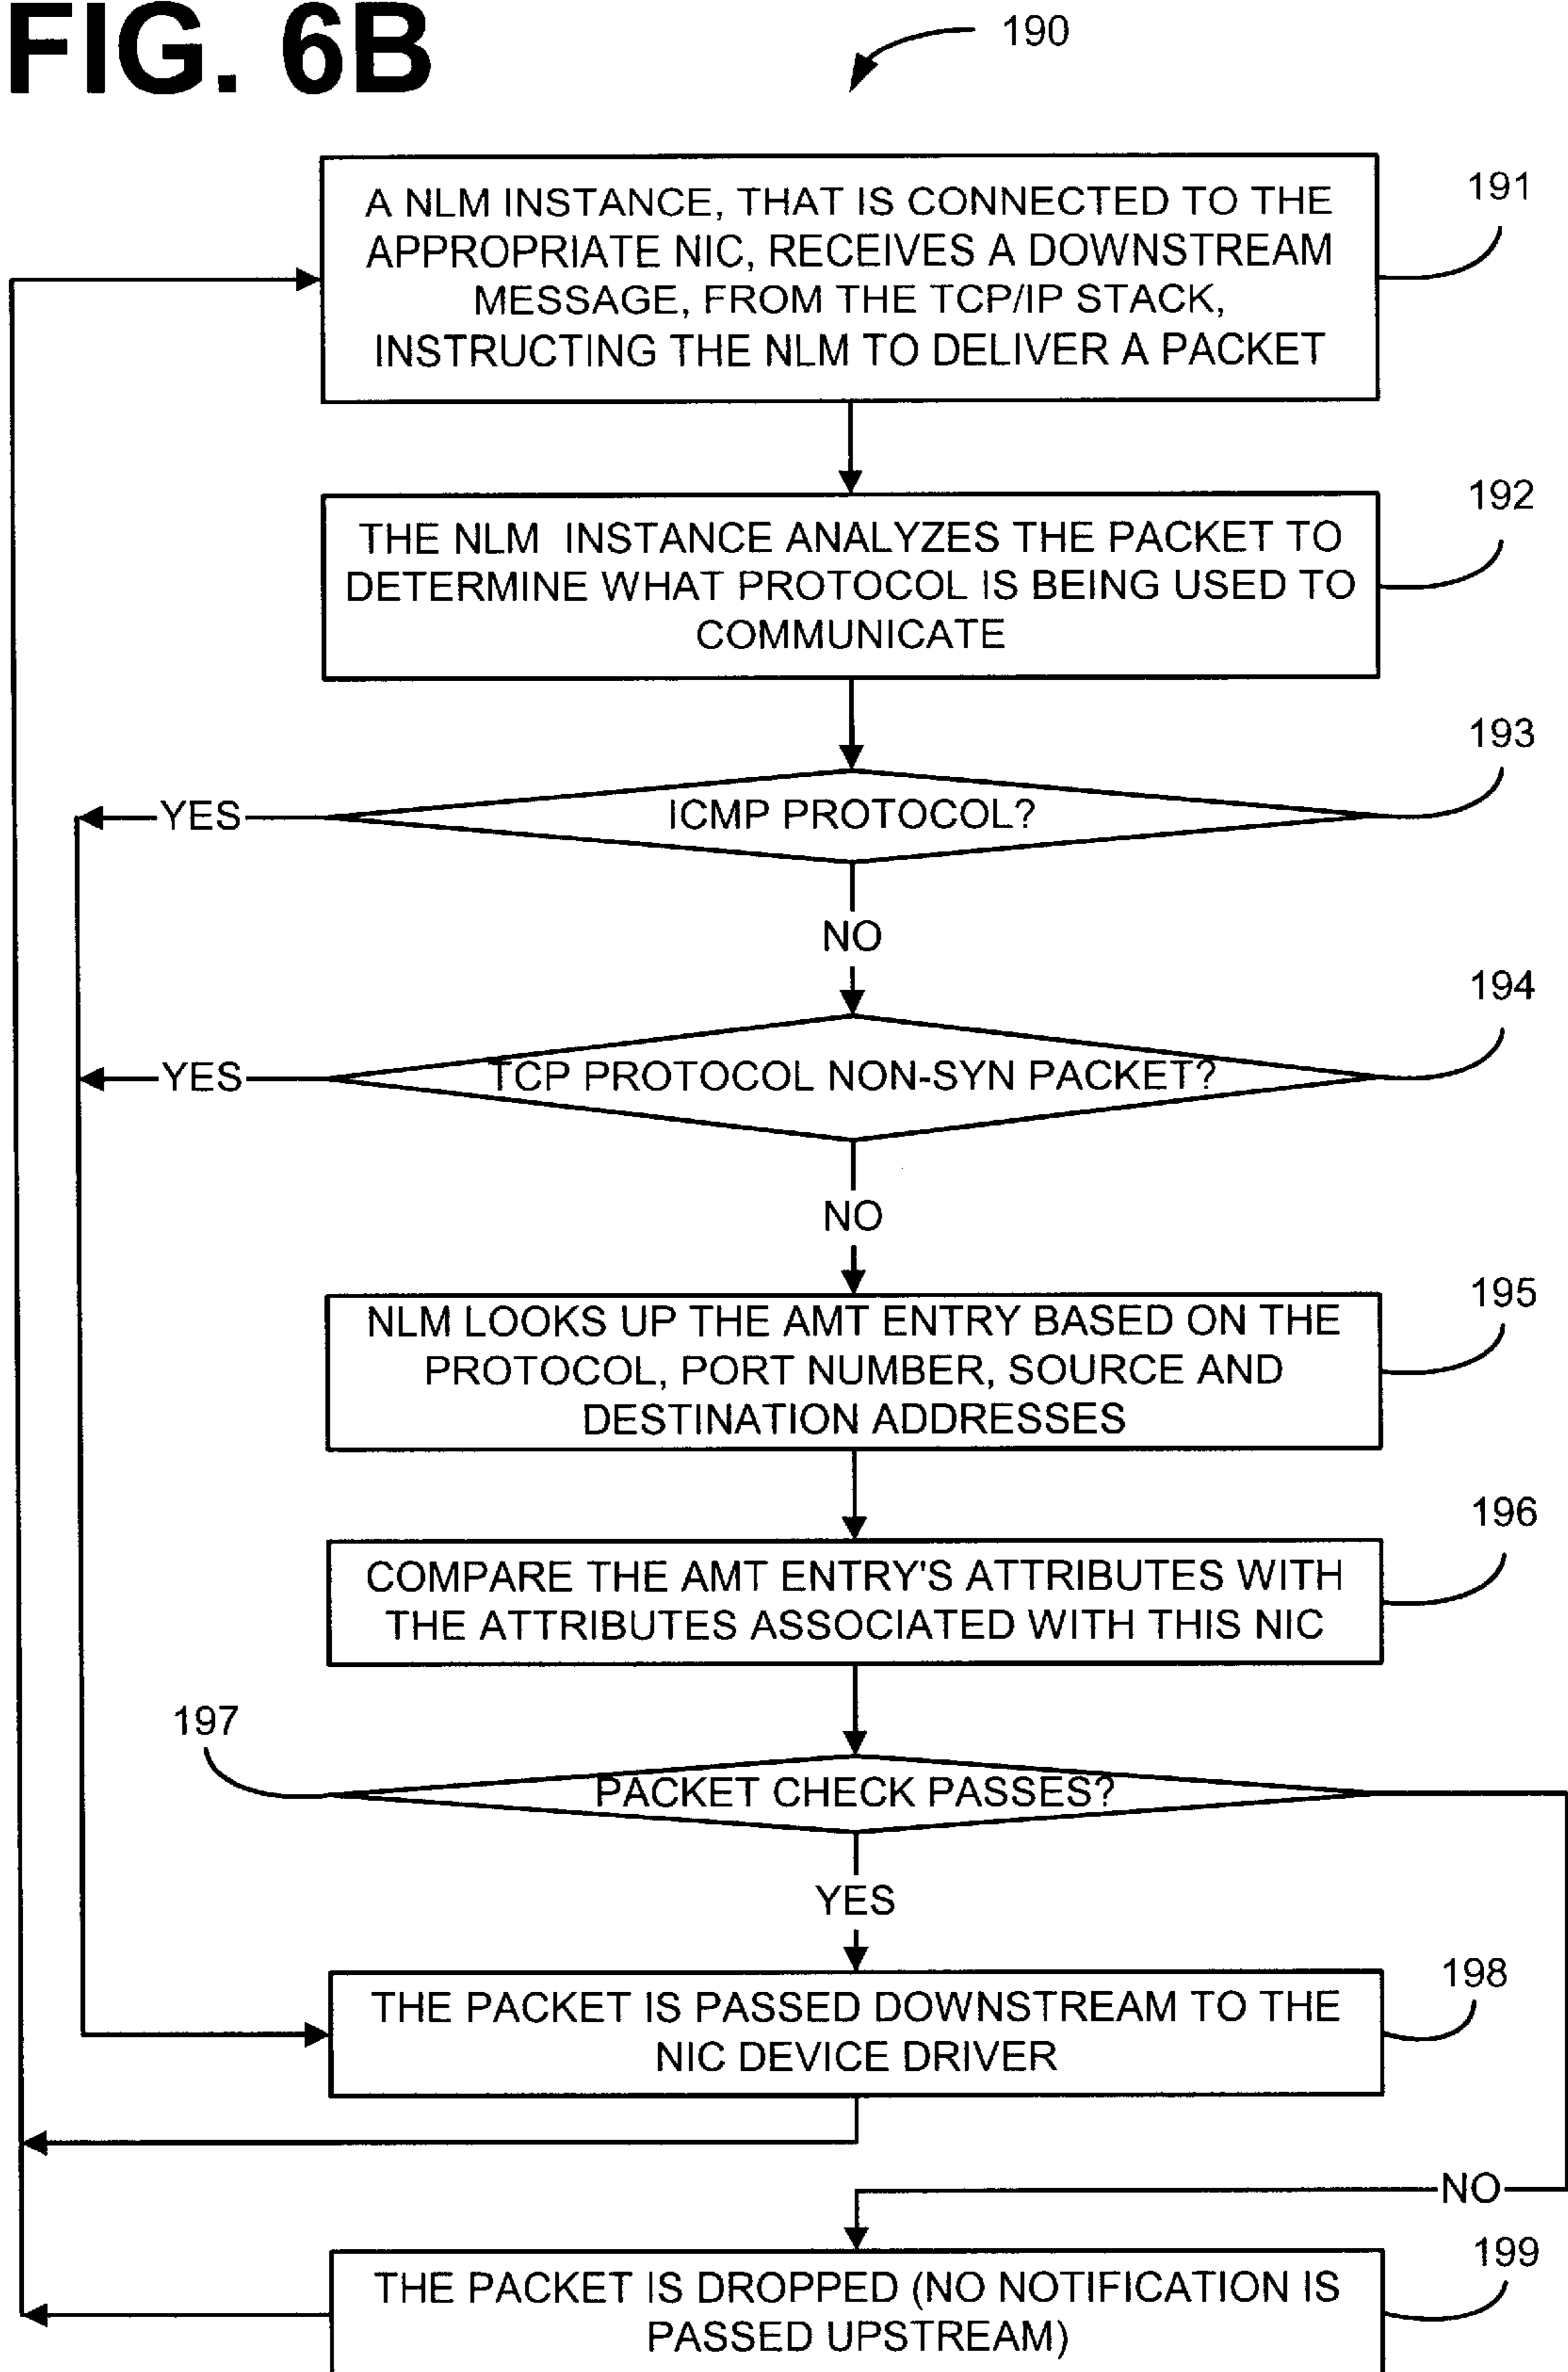 FIG. 6B
190
A NLM INSTANCE, THAT IS CONNECTED TO THE
APPROPRIATE NIC, RECEIVES A DOWNSTREAM
MESSAGE, FROM THE TCP/IP STACK,
INSTRUCTING THE NLM TO DELIVER A PACKET
191
THE NLM INSTANCE ANALYZES THE PACKET TO
DETERMINE WHAT PROTOCOL IS BEING USED TO
COMMUNICATE
192
193
YES
ICMP PROTOCOL?
NO
194
YES
TCP PROTOCOL NON-SYN PACKET?
NO
NLM LOOKS UP THE AMT ENTRY BASED ON THE
PROTOCOL, PORT NUMBER, SOURCE AND
DESTINATION ADDRESSES
195
COMPARE THE AMT ENTRY'S ATTRIBUTES WITH
THE ATTRIBUTES ASSOCIATED WITH THIS NIC
196
197
PACKET CHECK PASSES?
YES
THE PACKET IS PASSED DOWNSTREAM TO THE
NIC DEVICE DRIVER
198
NO
THE PACKET IS DROPPED (NO NOTIFICATION IS
PASSED UPSTREAM)
199